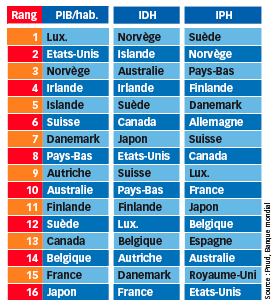 Rang PIB/hab. IDH IPH
1 Lux. Norvège Suède
2 Etats-Unis Islande Norvège
3 Norvège Australie Pays-Bas
4 Irlande Irlande Finlande
5 Islande Suède Danemark
6 Suisse Canada Allemagne
7 Danemark Japon Suisse
8 Pays-Bas Etats-Unis Canada
9 Autriche Suisse Lux.
10 Australie Pays-Bas France
11 Finlande Finlande Japon
12 Suède Lux. Belgique
13 Canada Belgique Espagne
14 Belgique Autriche Australie
15 France Danemark Royaume-Uni
16 Japon France Etats-Unis
Source : Pnud, Banque mondial